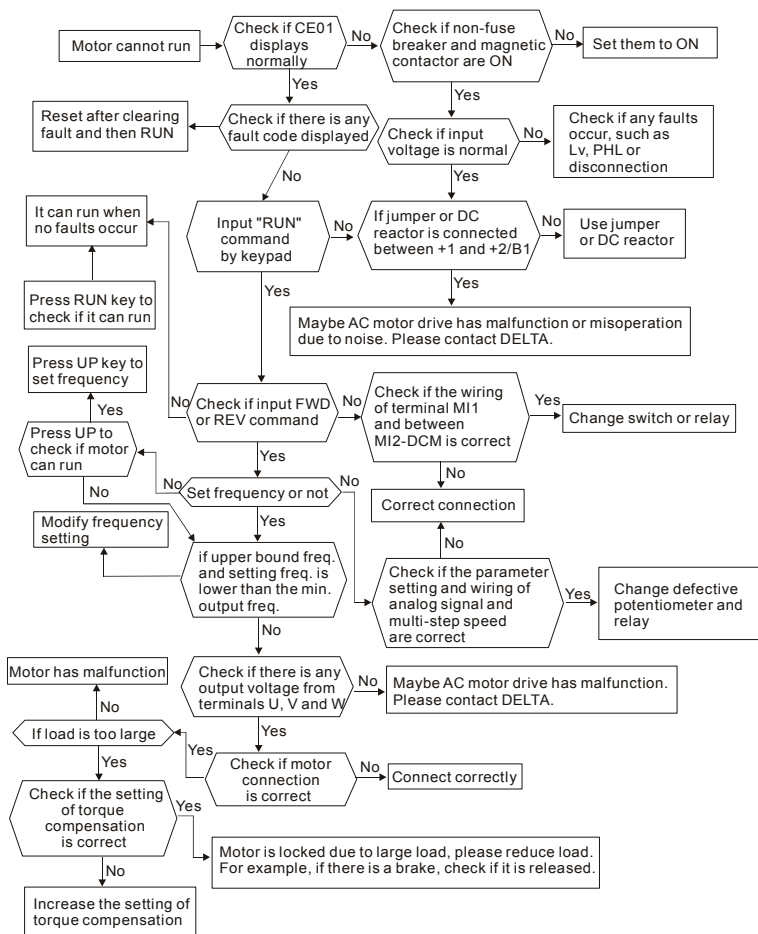 Motor cannot run
Check if CE01
displays
normally
No
Check if non-fuse
breaker and magnetic
contactor are ON
No
Set them to ON
Yes
Yes
Reset after clearing
fault and then RUN
Check if there is any
fault code displayed
Check if input
voltage is normal
No
Check if any faults
occur, such as
Lv, PHL or
disconnection
No
Yes
It can run when
no faults occur
Input "RUN"
command
by keypad
No
If jumper or DC
reactor is connected
between +1 and +2/B1
No
Use jumper
or DC reactor
Press RUN key to
check if it can run
Yes
Yes
Maybe AC motor drive has malfunction or misoperation
due to noise. Please contact DELTA.
Press UP key to
set frequency
Yes
No
Check if input FWD
or REV command
No
Check if the wiring
of terminal MI1
and between
MI2-DCM is correct
Yes
Change switch or relay
Press UP to
check if motor
can run
Yes
No
No
Set frequency or not
No
No
Correct connection
Modify frequency
setting
Yes
No
if upper bound freq.
and setting freq. is
lower than the min.
output freq.
Check if the parameter
setting and wiring of
analog signal and
multi-step speed
are correct
Yes
Change defective
potentiometer and
relay
No
Motor has malfunction
Check if there is any
output voltage from
terminals U, V and W
No
Maybe AC motor drive has malfunction.
Please contact DELTA.
No
Yes
If load is too large
Yes
Check if motor
connection
is correct
No
Connect correctly
Yes
Check if the setting
of torque
compensation
is correct
Yes
Motor is locked due to large load, please reduce load.
For example, if there is a brake, check if it is released.
No
Increase the setting of
torque compensation